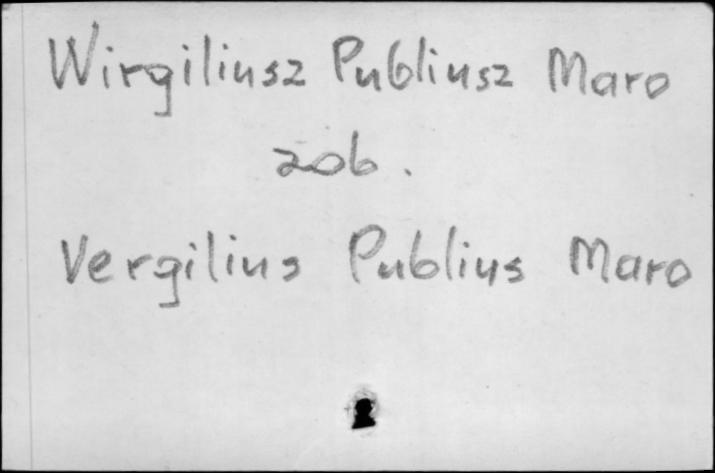 Wirgiliusz Publiusz Maro
zob.
Vergilius Publius Maro